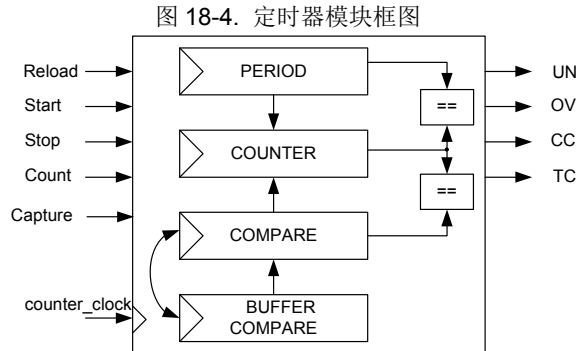 图 18-4. 定时器模块框图
Reload
Start
Stop
Count
Capture
counter_clock
PERIOD
COUNTER
COMPARE
BUFFER
COMPARE
==
==
UN
OV
CC
TC